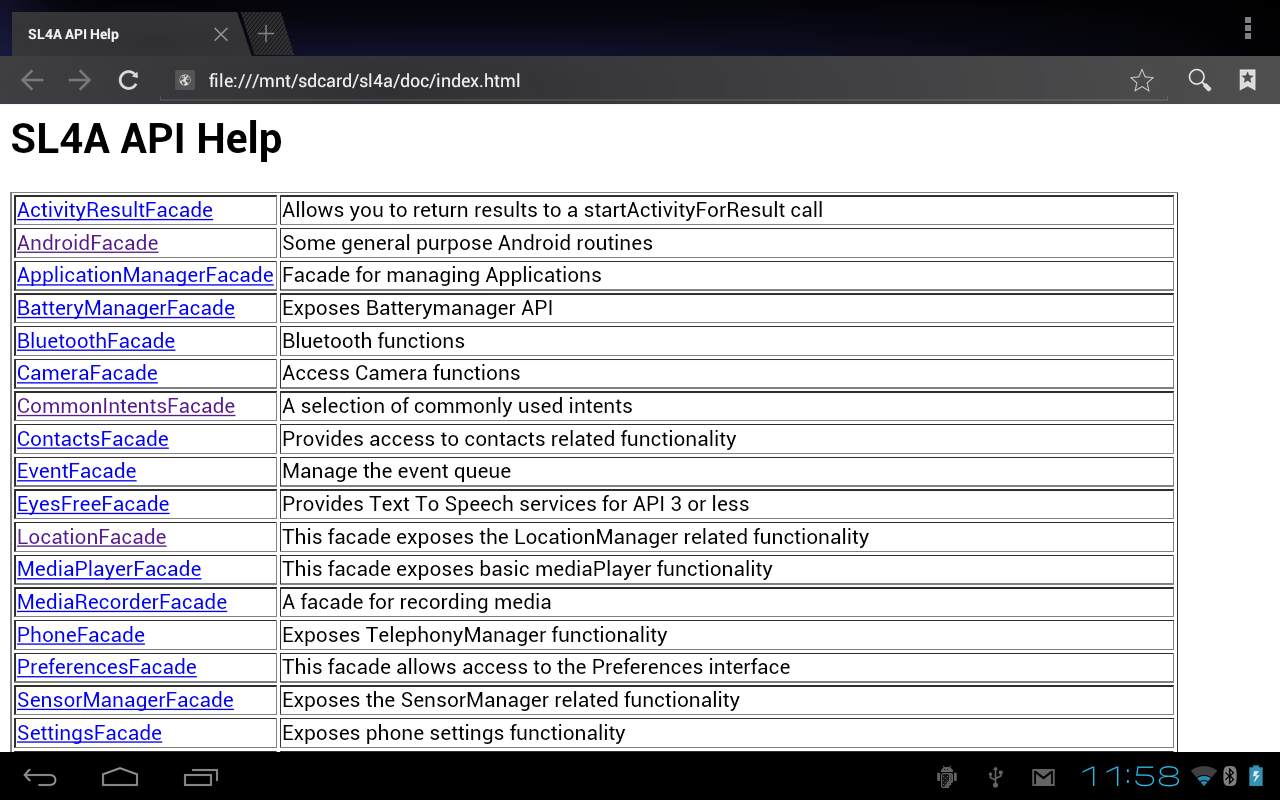 SL4A API Help
file:///mnt/sdcard/sl4a/doc/index.html
SL4A API Help
ActivityResultFacade Allows you to return results to a startActivityForResult call
AndroidFacade Some general purpose Android routines
ApplicationManagerFacade Facade for managing Applications
BatteryManagerFacade Exposes Batterymanager API
BluetoothFacade Bluetooth functions
CameraFacade Access Camera functions
CommonIntentsFacade A selection of commonly used intents
ContactsFacade Provides access to contacts related functionality
EventFacade Manage the event queue
EyesFreeFacade Provides Text To Speech services for API 3 or less
LocationFacade This facade exposes the LocationManager related functionality
MediaPlayerFacade This facade exposes basic mediaPlayer functionality
MediaRecorderFacade A facade for recording media
PhoneFacade Exposes TelephonyManager functionality
PreferencesFacade This facade allows access to the Preferences interface
SensorManagerFacade Exposes the SensorManager related functionality
SettingsFacade Exposes phone settings functionality
11:58